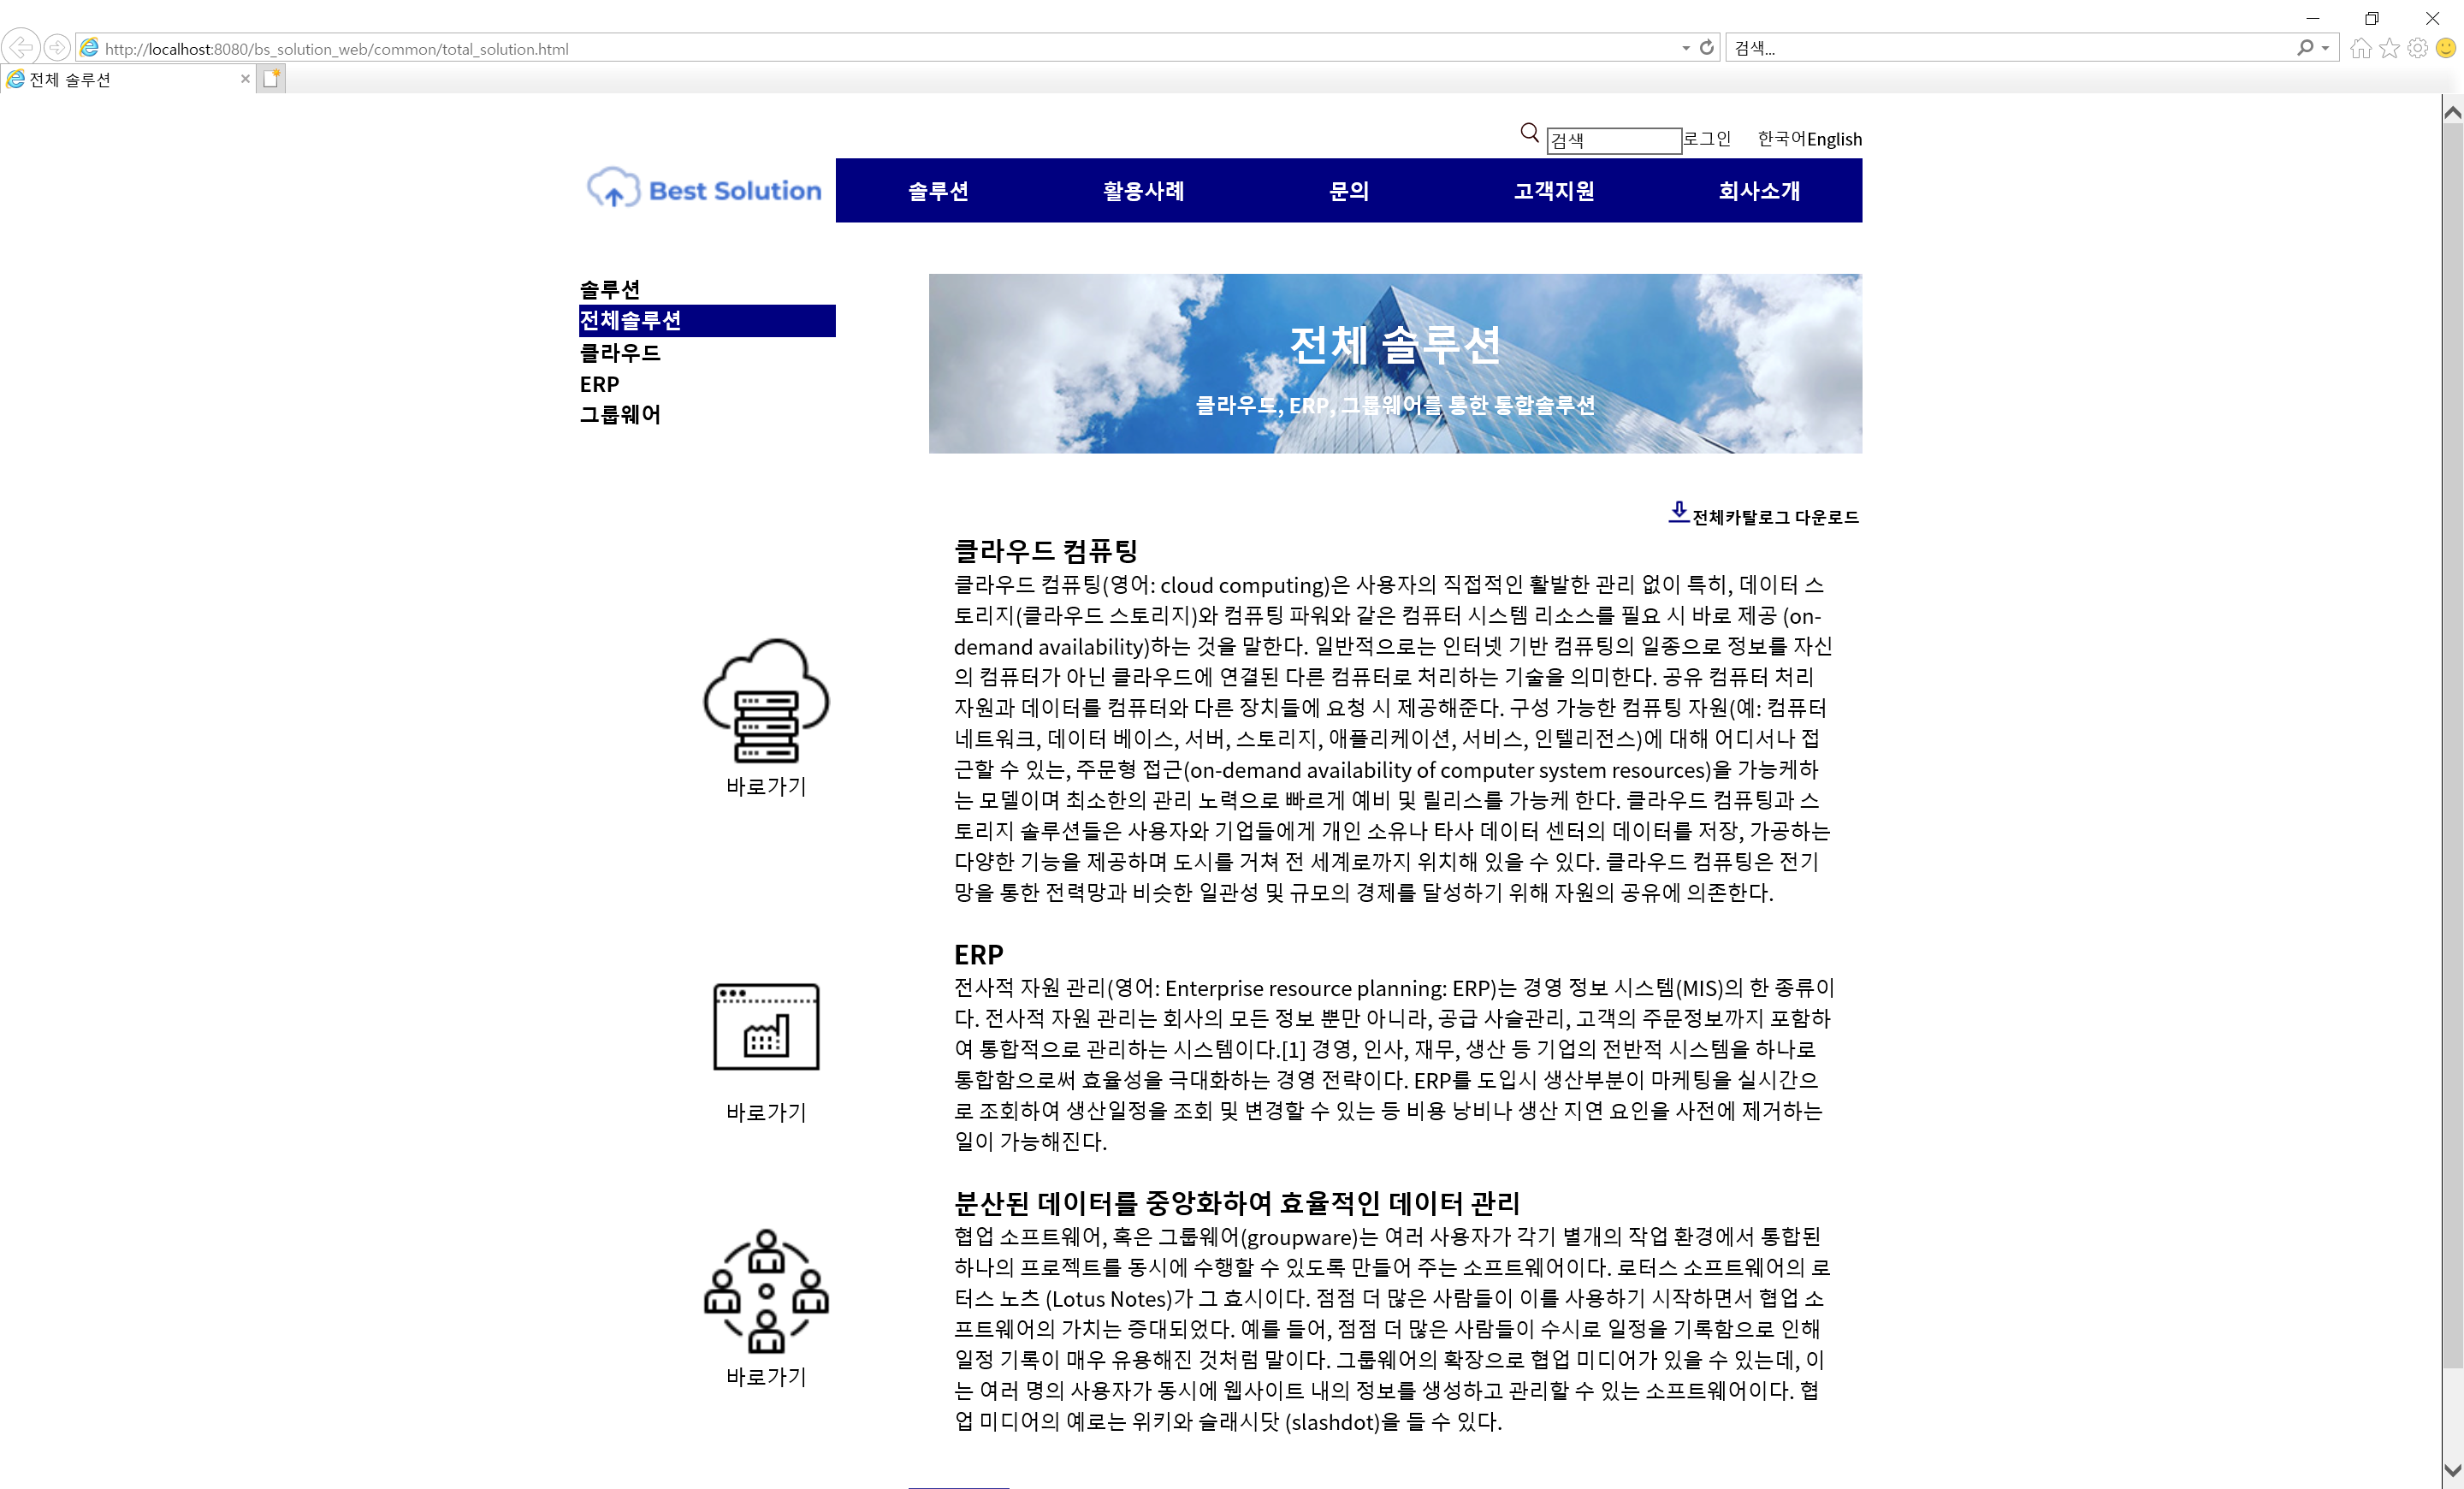 http://localhost:8080/bs_solution_web/common/total_solution.html
검색...
전체 솔루션
검색
로그인
한국어English
Best Solution
솔루션
활용사례
문의
고객지원
회사소개
솔루션
전체솔루션
클라우드
ERP
그룹웨어
전체 솔루션
클라우드, ERP, 그룹웨어를 통한 통합솔루션
전체카탈로그 다운로드
클라우드 컴퓨팅
클라우드 컴퓨팅(영어: cloud computing)은 사용자의 직접적인 활발한 관리 없이 특히, 데이터 스
토리지(클라우드 스토리지)와 컴퓨팅 파워와 같은 컴퓨터 시스템 리소스를 필요 시 바로 제공 (on-
demand availability)하는 것을 말한다. 일반적으로는 인터넷 기반 컴퓨팅의 일종으로 정보를 자신
의 컴퓨터가 아닌 클라우드에 연결된 다른 컴퓨터로 처리하는 기술을 의미한다. 공유 컴퓨터 처리
자원과 데이터를 컴퓨터와 다른 장치들에 요청 시 제공해준다. 구성 가능한 컴퓨팅 자원(예: 컴퓨터
네트워크, 데이터 베이스, 서버, 스토리지, 애플리케이션, 서비스, 인텔리전스)에 대해 어디서나 접
근할 수 있는, 주문형 접근(on-demand availability of computer system resources)을 가능케하
는 모델이며 최소한의 관리 노력으로 빠르게 예비 및 릴리스를 가능케 한다. 클라우드 컴퓨팅과 스
토리지 솔루션들은 사용자와 기업들에게 개인 소유나 타사 데이터 센터의 데이터를 저장, 가공하는
다양한 기능을 제공하며 도시를 거쳐 전 세계로까지 위치해 있을 수 있다. 클라우드 컴퓨팅은 전기
망을 통한 전력망과 비슷한 일관성 및 규모의 경제를 달성하기 위해 자원의 공유에 의존한다.
바로가기
ERP
전사적 자원 관리(영어: Enterprise resource planning: ERP)는 경영 정보 시스템(MIS)의 한 종류이
다. 전사적 자원 관리는 회사의 모든 정보 뿐만 아니라, 공급 사슬관리, 고객의 주문정보까지 포함하
여 통합적으로 관리하는 시스템이다.[1] 경영, 인사, 재무, 생산 등 기업의 전반적 시스템을 하나로
통합함으로써 효율성을 극대화하는 경영 전략이다. ERP를 도입시 생산부분이 마케팅을 실시간으
로 조회하여 생산일정을 조회 및 변경할 수 있는 등 비용 낭비나 생산 지연 요인을 사전에 제거하는
일이 가능해진다.
바로가기
분산된 데이터를 중앙화하여 효율적인 데이터 관리
협업 소프트웨어, 혹은 그룹웨어(groupware)는 여러 사용자가 각기 별개의 작업 환경에서 통합된
하나의 프로젝트를 동시에 수행할 수 있도록 만들어 주는 소프트웨어이다. 로터스 소프트웨어의 로
터스 노츠 (Lotus Notes)가 그 효시이다. 점점 더 많은 사람들이 이를 사용하기 시작하면서 협업 소
프트웨어의 가치는 증대되었다. 예를 들어, 점점 더 많은 사람들이 수시로 일정을 기록함으로 인해
일정 기록이 매우 유용해진 것처럼 말이다. 그룹웨어의 확장으로 협업 미디어가 있을 수 있는데, 이
는 여러 명의 사용자가 동시에 웹사이트 내의 정보를 생성하고 관리할 수 있는 소프트웨어이다. 협
업 미디어의 예로는 위키와 슬래시닷 (slashdot)을 들 수 있다.
바로가기